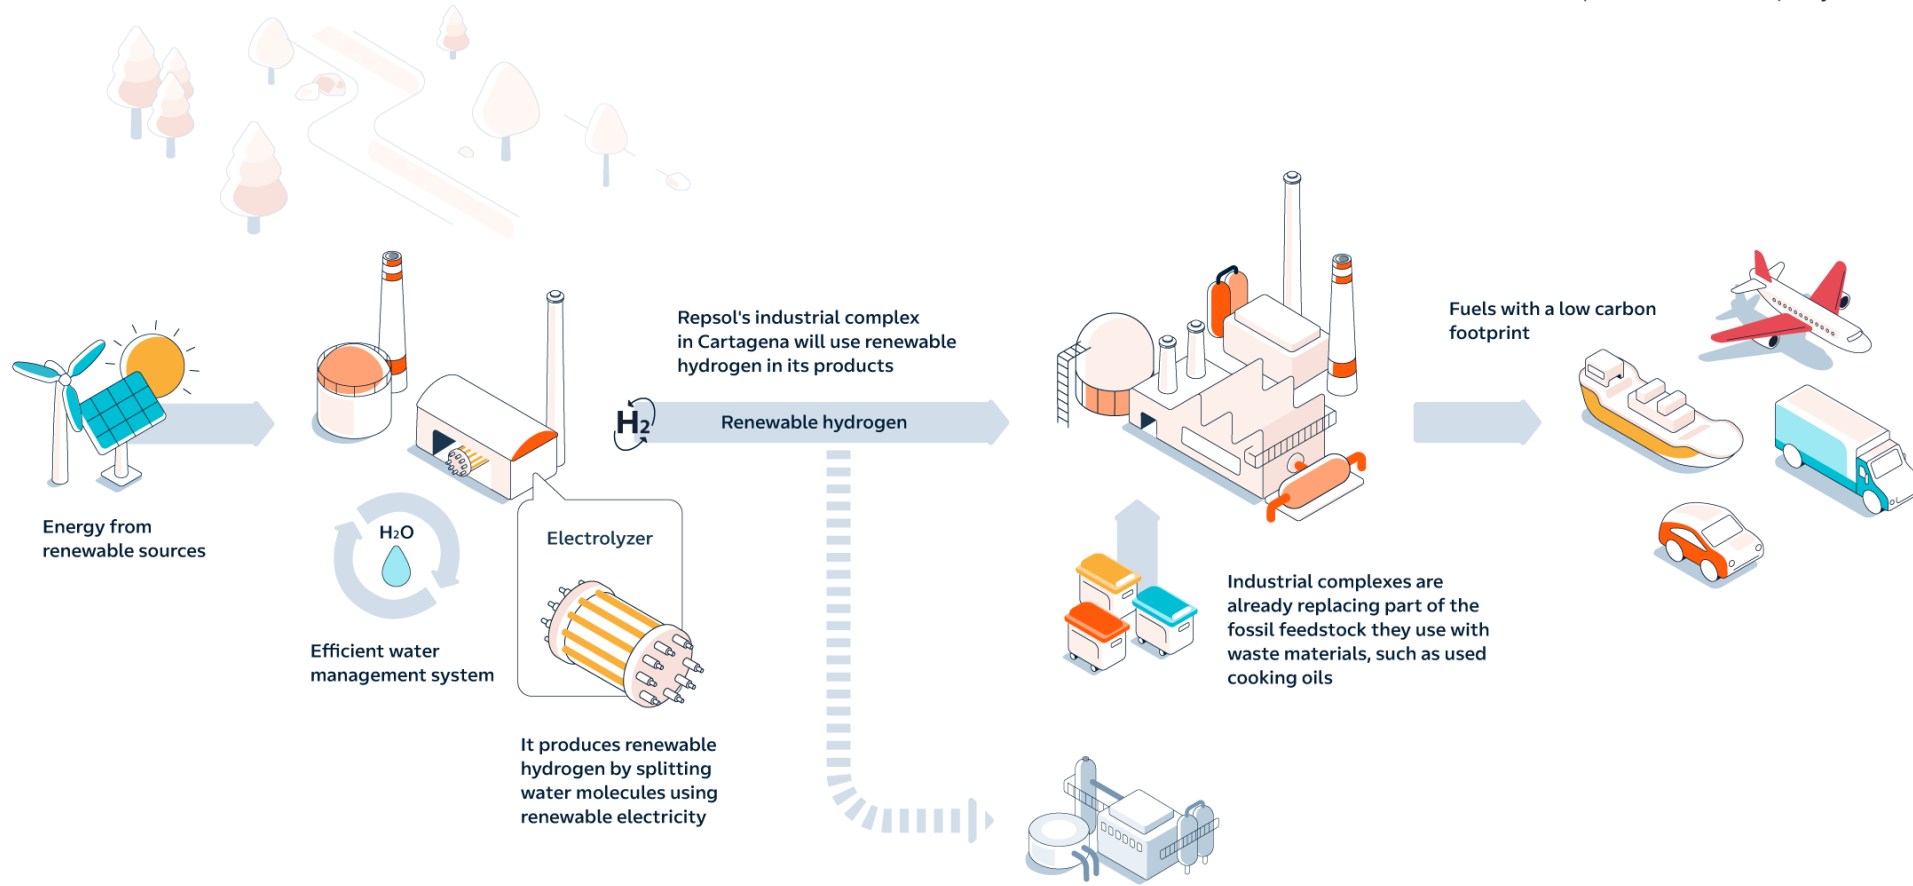 Energy from
renewable sources
H₂O
Efficient water
management system
Electrolyzer
It produces renewable
hydrogen by splitting
water molecules using
renewable electricity
Repsol's industrial complex
in Cartagena will use renewable
hydrogen in its products
H₂
Renewable hydrogen
Industrial complexes are
already replacing part of the
fossil feedstock they use with
waste materials, such as used
cooking oils
Fuels with a low carbon
footprint